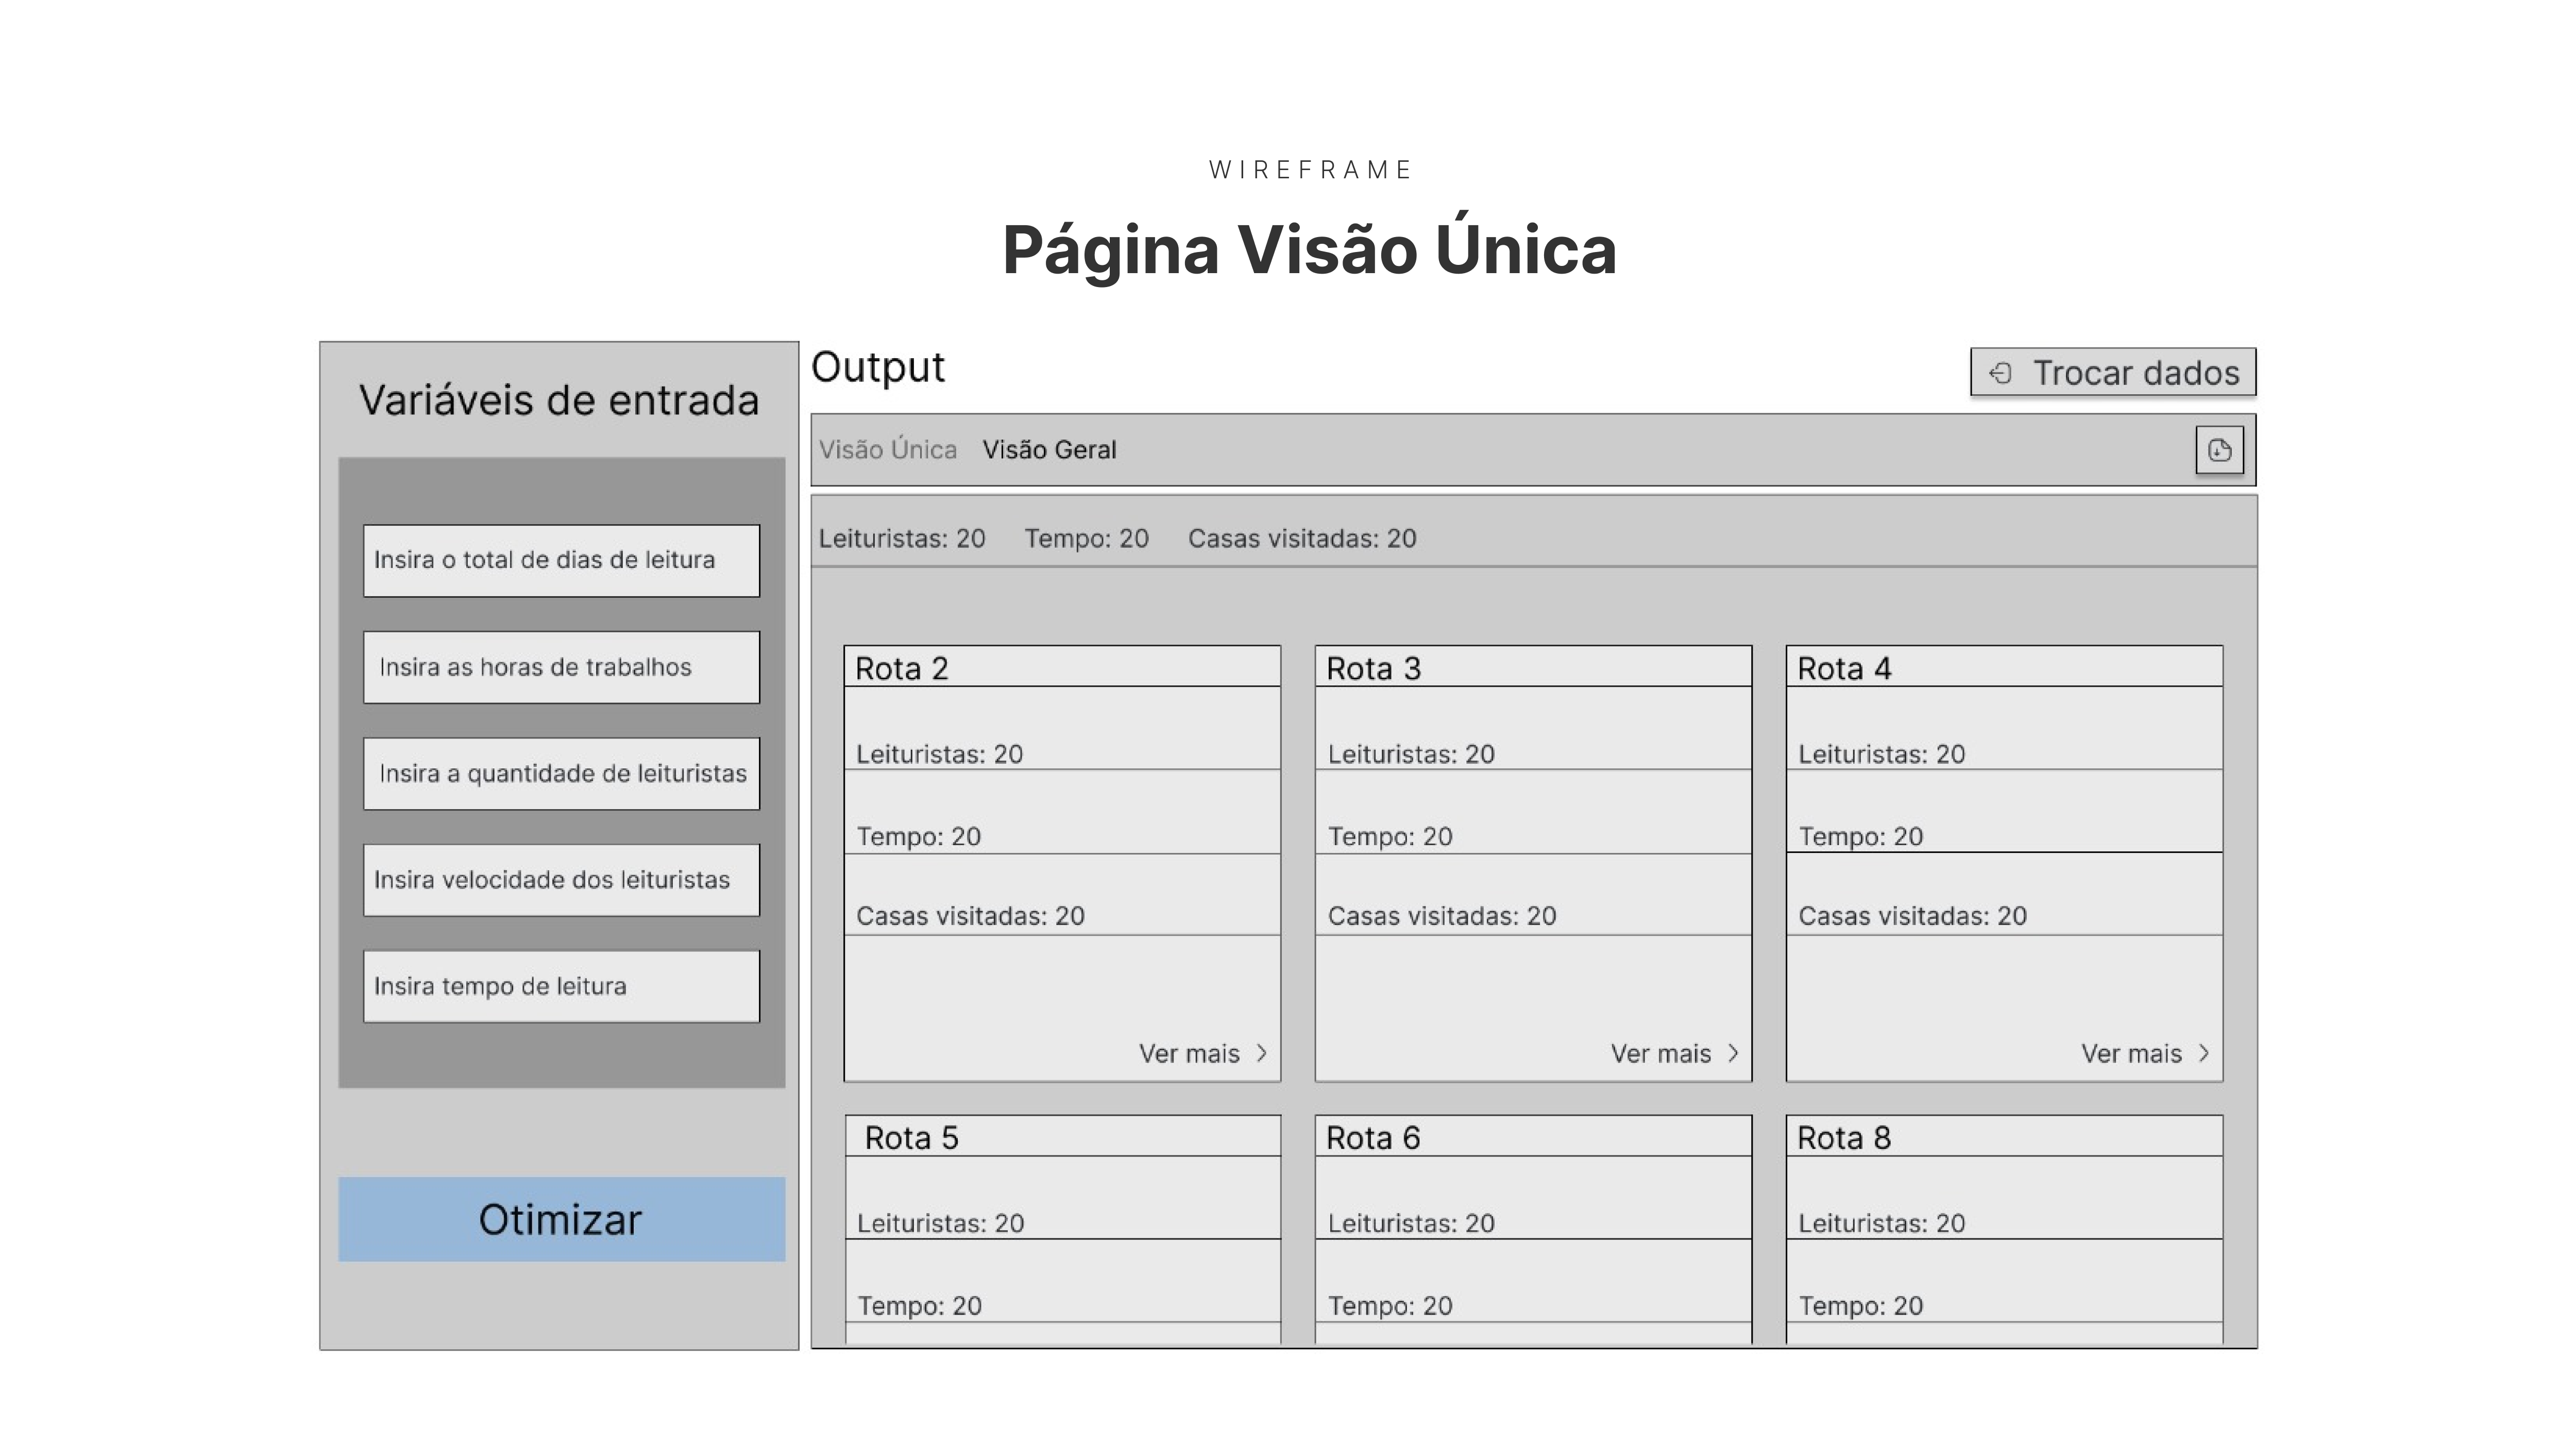 WIREFRAME
Página Visão Única
Variáveis de entrada
Insira o total de dias de leitura
Insira as horas de trabalhos
Insira a quantidade de leituristas
Insira velocidade dos leituristas
Insira tempo de leitura
Otimizar
Output
Trocar dados
Visão Única Visão Geral
Leituristas: 20 Tempo: 20 Casas visitadas: 20
Rota 2
Leituristas: 20
Tempo: 20
Casas visitadas: 20
Ver mais
Rota 3
Leituristas: 20
Tempo: 20
Casas visitadas: 20
Ver mais
Rota 4
Leituristas: 20
Tempo: 20
Casas visitadas: 20
Ver mais
Rota 5
Leituristas: 20
Tempo: 20
Rota 6
Leituristas: 20
Tempo: 20
Rota 8
Leituristas: 20
Tempo: 20